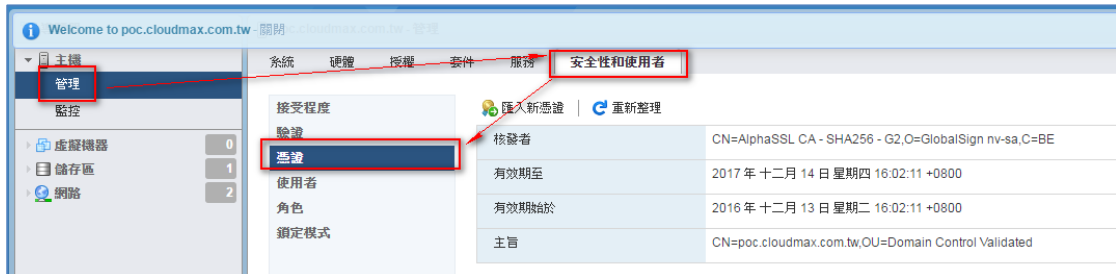 Welcome to poc.cloudmax.com.tw - 關閉
主機
管理
監控
虛擬機器 0
儲存區 1
網路 2
系統 硬體 授權 套件 服務 安全性和使用者
接受程度
驗證
憑證
使用者
角色
鎖定模式
匯入新憑證 | 重新整理
核發者 CN=AlphaSSL CA - SHA256 - G2,O=GlobalSign nv-sa,C=BE
有效期至 2017 年 十二月 14 日 星期四 16:02:11 +0800
有效期始於 2016 年 十二月 13 日 星期二 16:02:11 +0800
主旨 CN=poc.cloudmax.com.tw,OU=Domain Control Validated